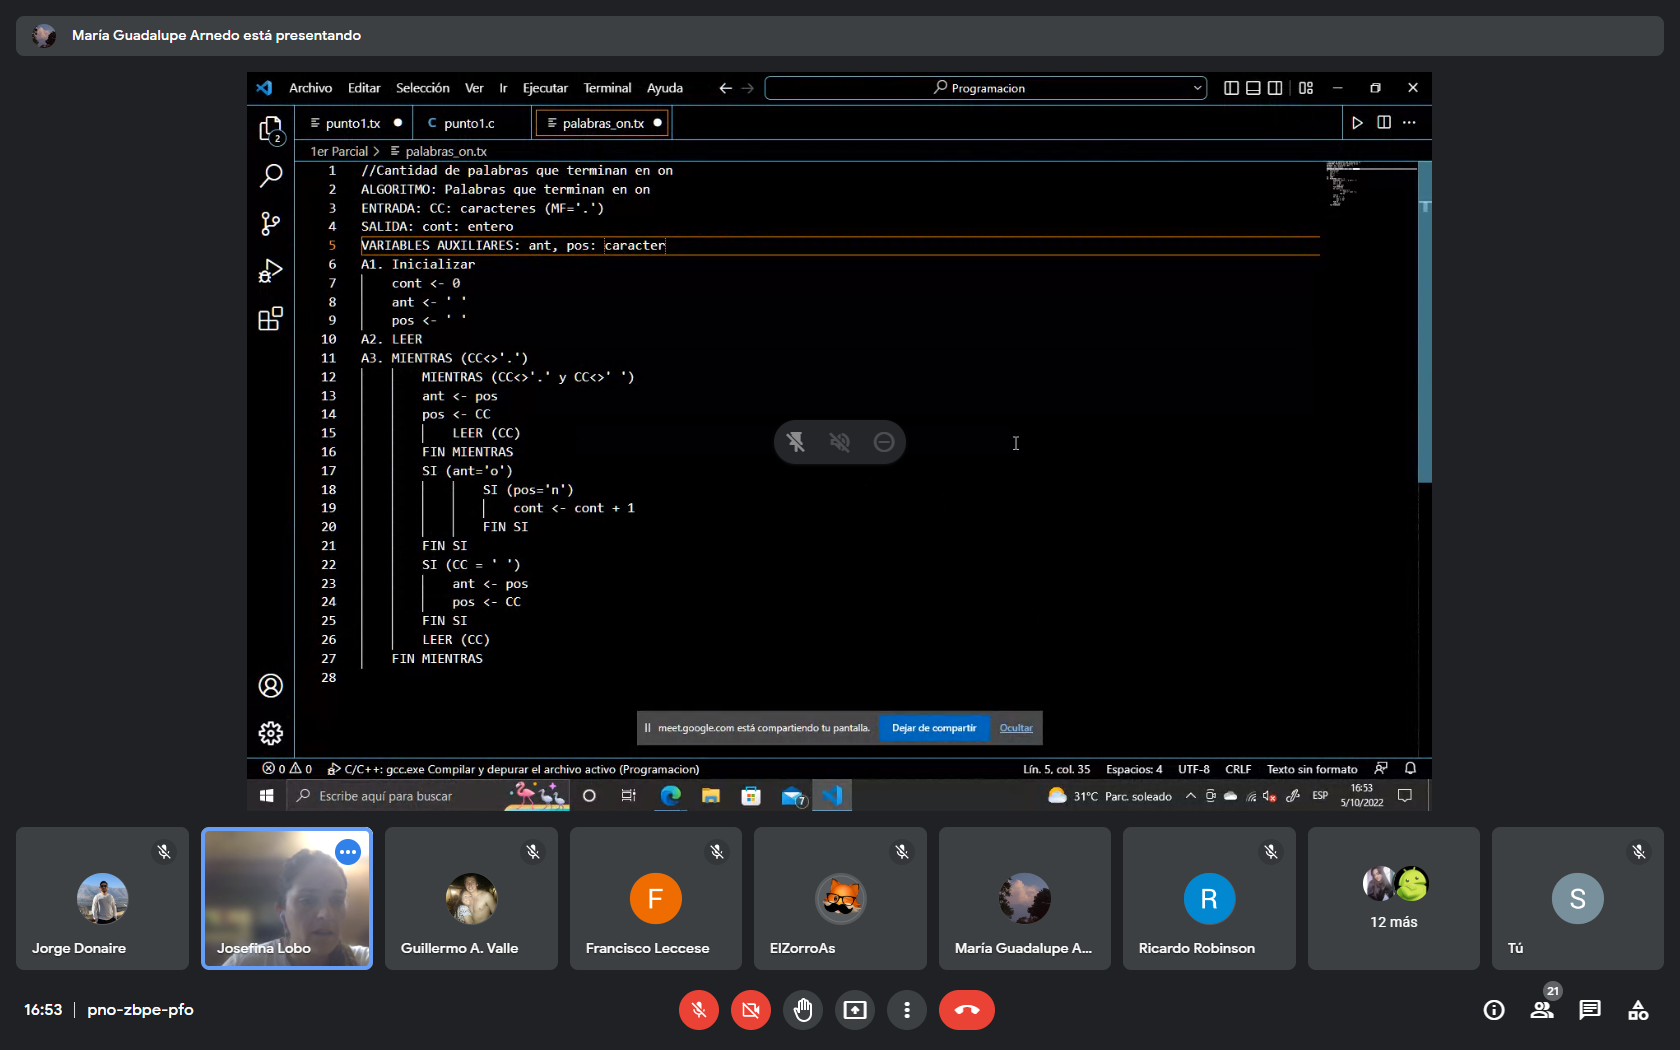 María Guadalupe Arnedo está presentando
Archivo Editar Selección Ver Ir Ejecutar Terminal Ayuda
Programacion
2
punto1.tx
C punto1.c
palabras_on.tx
1er Parcial > palabras_on.tx
1 //Cantidad de palabras que terminan en on
2 ALGORITMO: Palabras que terminan en on
3 ENTRADA: CC: caracteres (MF='.')
4 SALIDA: cont: entero
5 VARIABLES AUXILIARES: ant, pos: caracter
6 A1. Inicializar
7 cont <- 0
8 ant <- ' '
9 pos <- ' '
10 A2. LEER
11 A3. MIENTRAS (CC<>'.')
12 MIENTRAS (CC<>'.' y CC<>' ')
13 ant <- pos
14 pos <- CC
15 LEER (CC)
16 FIN MIENTRAS
17 SI (ant='o')
18 SI (pos='n')
19 cont <- cont + 1
20 FIN SI
21 FIN SI
22 SI (CC = ' ')
23 ant <- pos
24 pos <- CC
25 FIN SI
26 LEER (CC)
27 FIN MIENTRAS
28
meet.google.com está compartiendo tu pantalla. Dejar de compartir Ocultar
0 0 C/C++: gcc.exe Compilar y depurar el archivo activo (Programacion)
Lín. 5, col. 35 Espacios: 4 UTF-8 CRLF Texto sin formato
Escribe aquí para buscar
7
31°C Parc. soleado
ESP
16:53
5/10/2022
Jorge Donaire
Josefina Lobo
Guillermo A. Valle
F
Francisco Leccese
ElZorroAs
María Guadalupe A...
R
Ricardo Robinson
12 más
S
Tú
16:53 | pno-zbpe-pfo
21